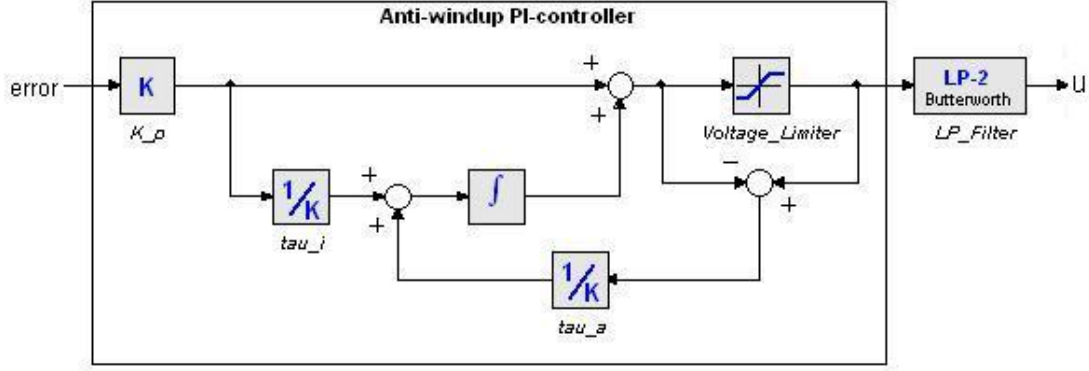 Anti-windup PI-controller
error
K
K_p
+
+
Voltage_Limiter
LP-2
Butterworth
LP_Filter
u
1/K
tau_i
+
+
∫
−
+
1/K
tau_a